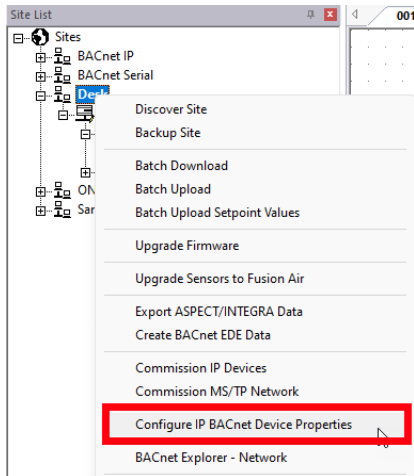 Site List
001
Sites
BACnet IP
BACnet Serial
Discover Site
Backup Site
Batch Download
Batch Upload
Batch Upload Setpoint Values
Upgrade Firmware
Upgrade Sensors to Fusion Air
Export ASPECT/INTEGRA Data
Create BACnet EDE Data
Commission IP Devices
Commission MS/TP Network
Configure IP BACnet Device Properties
BACnet Explorer - Network